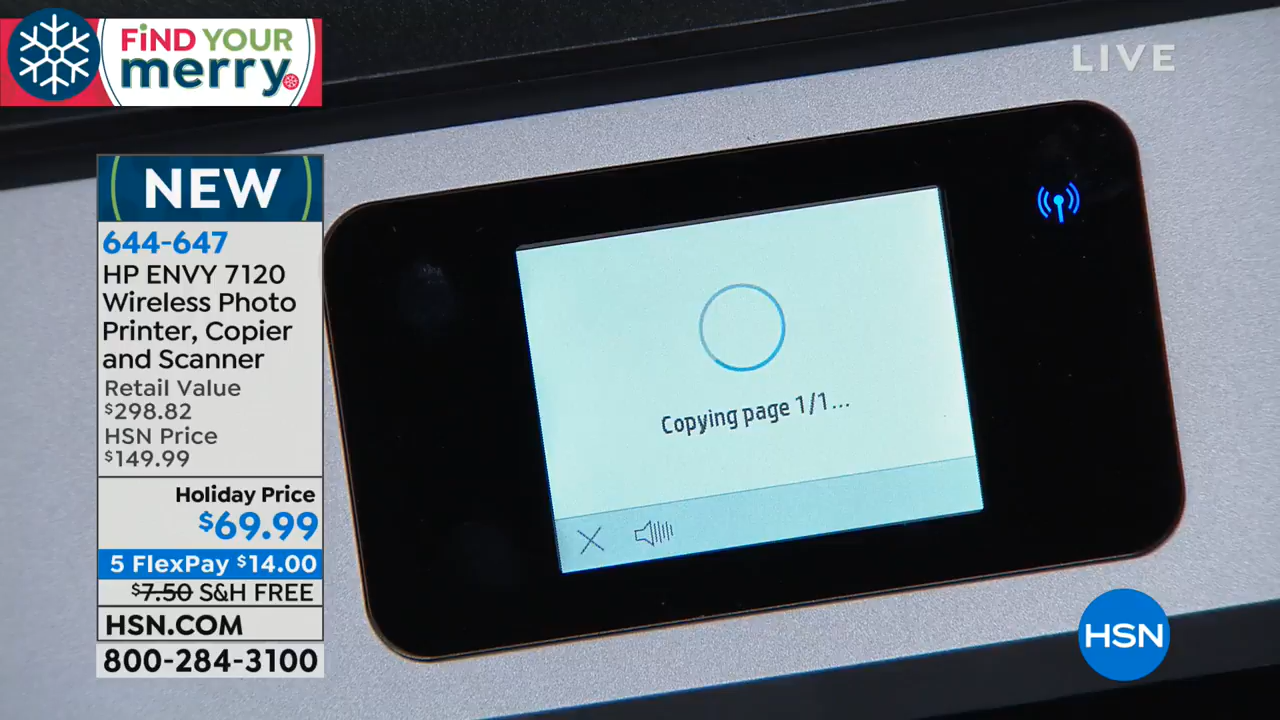 FiND YOUR
merry.
LIVE
NEW
644-647
HP ENVY 7120
Wireless Photo
Printer, Copier
and Scanner
Retail Value
$298.82
HSN Price
$149.99
Holiday Price
$69.99
5 FlexPay $14.00
$7.50 S&H FREE
HSN.COM
800-284-3100
Copying page 1/1...
HSN